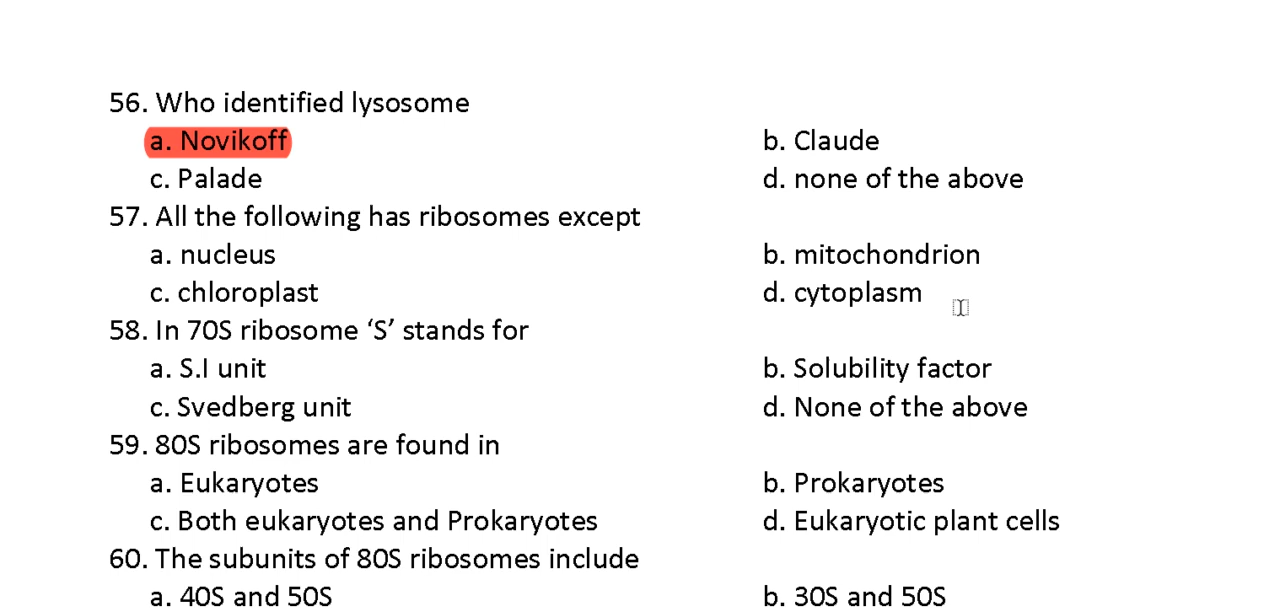 56. Who identified lysosome
a. Novikoff b. Claude
c. Palade d. none of the above
57. All the following has ribosomes except
a. nucleus b. mitochondrion
c. chloroplast d. cytoplasm
58. In 70S ribosome ‘S’ stands for
a. S.I unit b. Solubility factor
c. Svedberg unit d. None of the above
59. 80S ribosomes are found in
a. Eukaryotes b. Prokaryotes
c. Both eukaryotes and Prokaryotes d. Eukaryotic plant cells
60. The subunits of 80S ribosomes include
a. 40S and 50S b. 30S and 50S